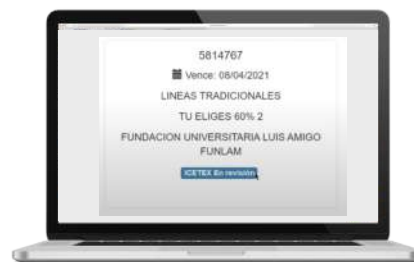 5814767
Vence: 08/04/2021
LINEAS TRADICIONALES
TU ELIGES 60% 2
FUNDACION UNIVERSITARIA LUIS AMIGO
FUNLAM
ICETEX En revisión